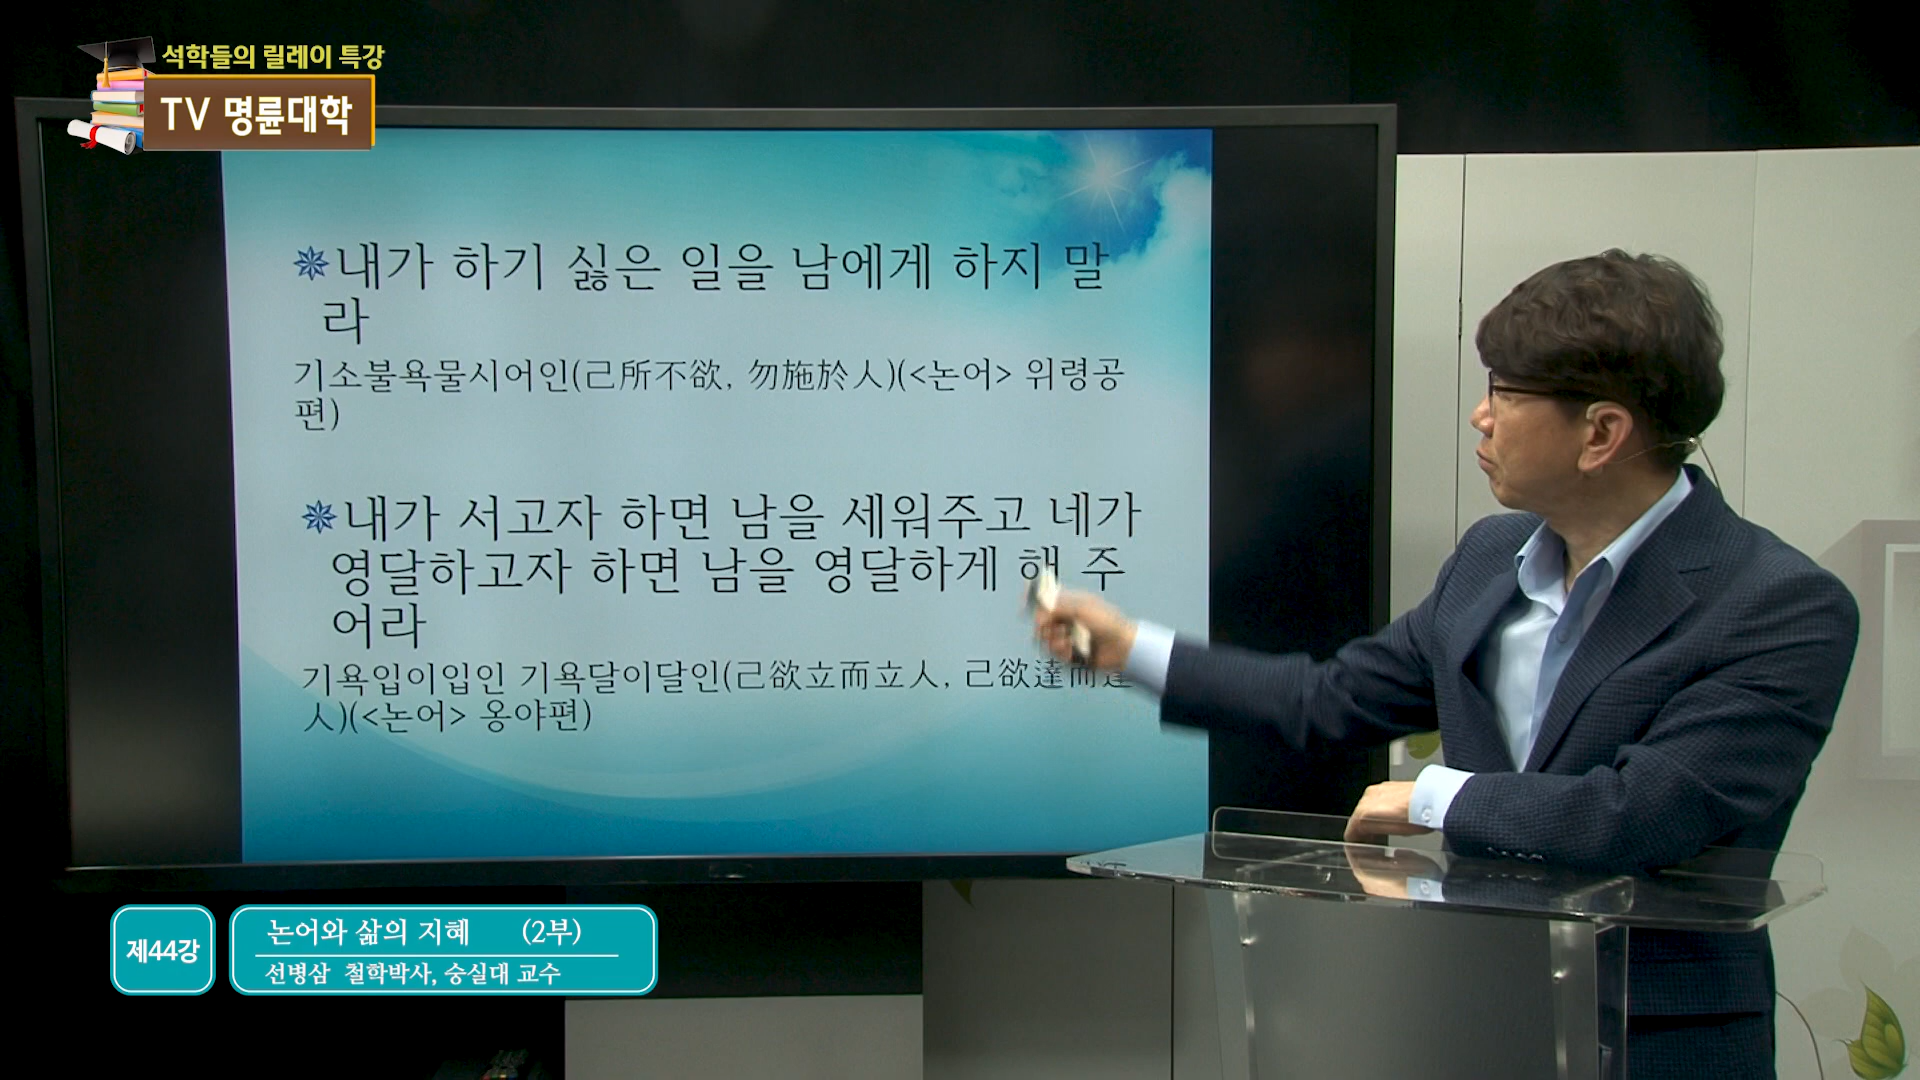 석학들의 릴레이 특강
TV 명륜대학
내가 하기 싫은 일을 남에게 하지 말
라
기소불욕물시어인(己所不欲, 勿施於人)(<논어> 위령공
편)
내가 서고자 하면 남을 세워주고 네가
영달하고자 하면 남을 영달하게 해 주
어라
기욕입이입인 기욕달이달인(己欲立而立人, 己欲達而達
人)(<논어> 옹야편)
제44강
논어와 삶의 지혜 (2부)
선병삼 철학박사, 숭실대 교수